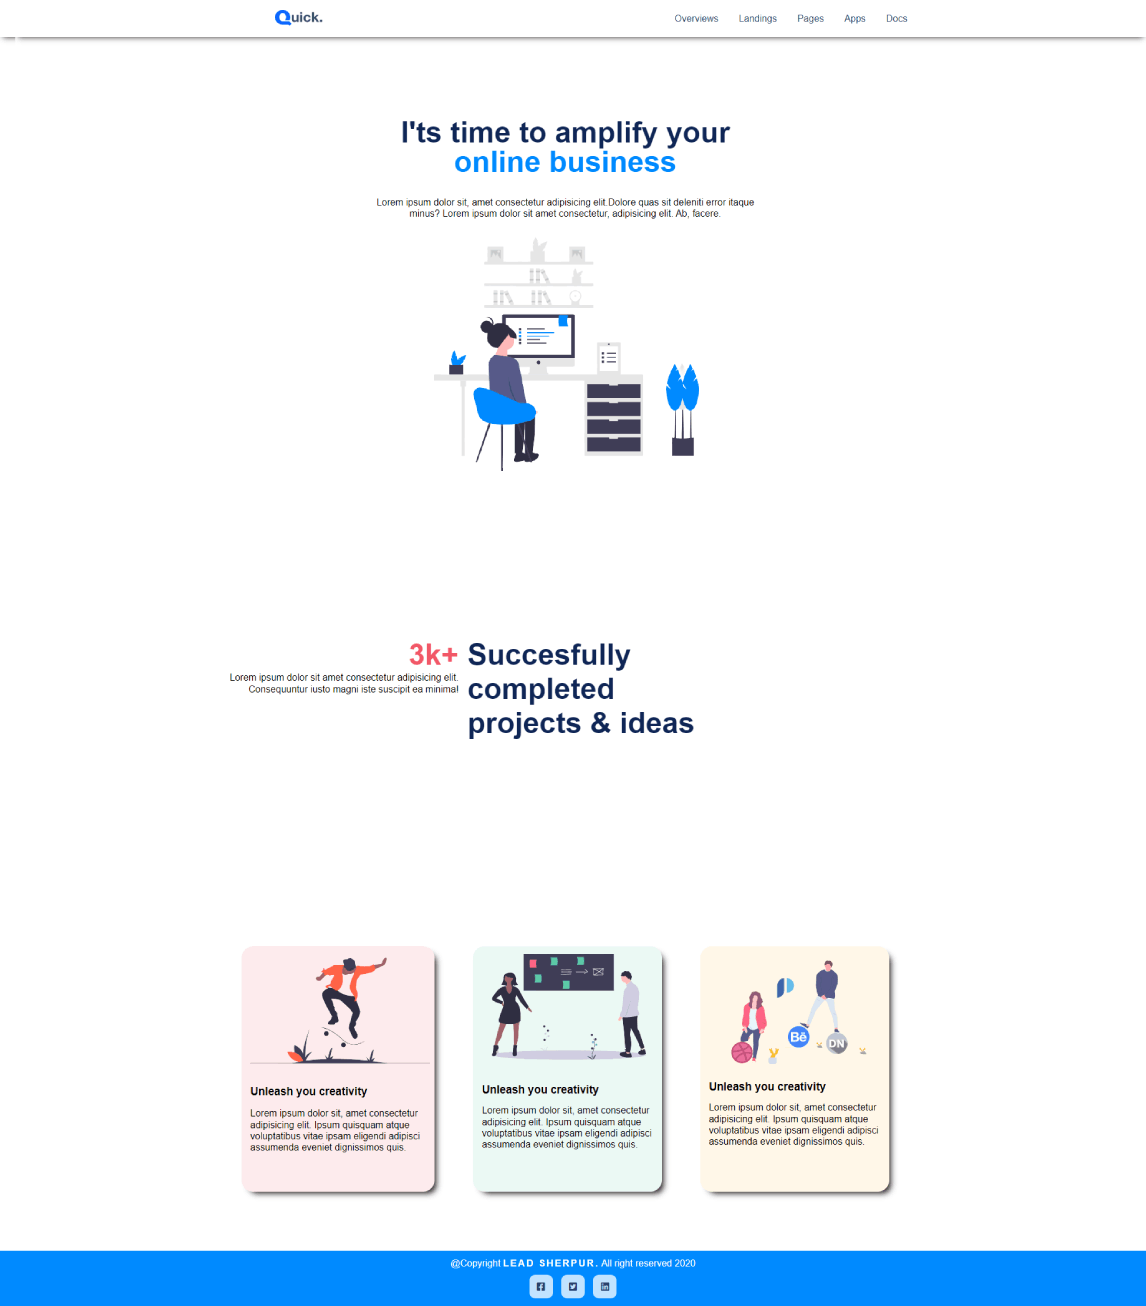 Quick.
Overviews Landings Pages Apps Docs
I'ts time to amplify your
online business
Lorem ipsum dolor sit, amet consectetur adipisicing elit.Dolore quas sit deleniti error itaque
minus? Lorem ipsum dolor sit amet consectetur, adipisicing elit. Ab, facere.
3k+
Lorem ipsum dolor sit amet consectetur adipisicing elit.
Consequuntur iusto magni iste suscipit ea minima!
Succesfully
completed
projects & ideas
Unleash you creativity
Lorem ipsum dolor sit, amet consectetur
adipisicing elit. Ipsum quisquam atque
voluptatibus vitae ipsam eligendi adipisci
assumenda eveniet dignissimos quis.
Unleash you creativity
Lorem ipsum dolor sit, amet consectetur
adipisicing elit. Ipsum quisquam atque
voluptatibus vitae ipsam eligendi adipisci
assumenda eveniet dignissimos quis.
Bē
DN
Unleash you creativity
Lorem ipsum dolor sit, amet consectetur
adipisicing elit. Ipsum quisquam atque
voluptatibus vitae ipsam eligendi adipisci
assumenda eveniet dignissimos quis.
@Copyright LEAD SHERPUR. All right reserved 2020